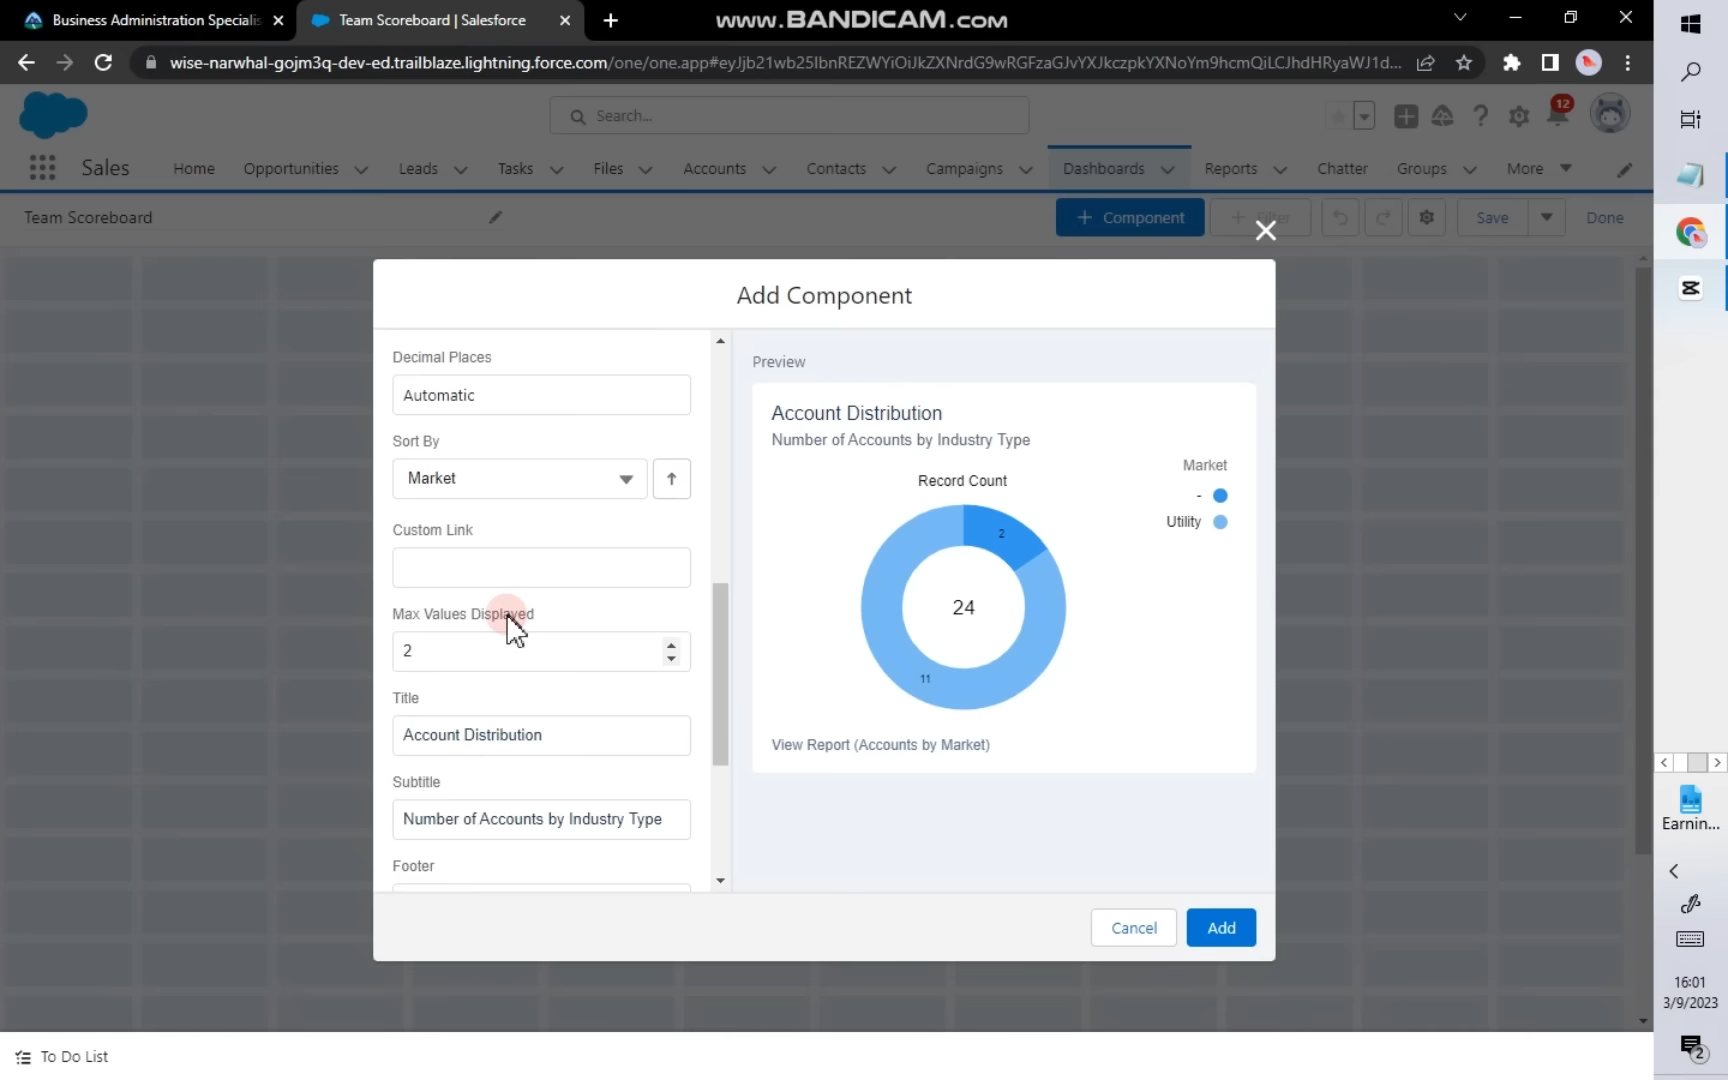 Business Administration Specialis
Team Scoreboard | Salesforce
www.BANDICAM.com
wise-narwhal-gojm3q-dev-ed.trailblaze.lightning.force.com/one/one.app#eyJjb21wb25lbnREZWYiOiJkZXNrdG9wRGFzaGJvYXJkczpkYXNoYm9hcmQiLCJhdHRyaWJ1d...
Search...
12
Sales
Home
Opportunities
Leads
Tasks
Files
Accounts
Contacts
Campaigns
Dashboards
Reports
Chatter
Groups
More
Team Scoreboard
+ Component
+ Filter
Save
Done
Add Component
Decimal Places
Automatic
Sort By
Market
Custom Link
Max Values Displayed
2
Title
Account Distribution
Subtitle
Number of Accounts by Industry Type
Footer
Preview
Account Distribution
Number of Accounts by Industry Type
Market
-
Utility
Record Count
2
24
11
View Report (Accounts by Market)
Cancel
Add
To Do List
Earnin...
16:01
3/9/2023
2